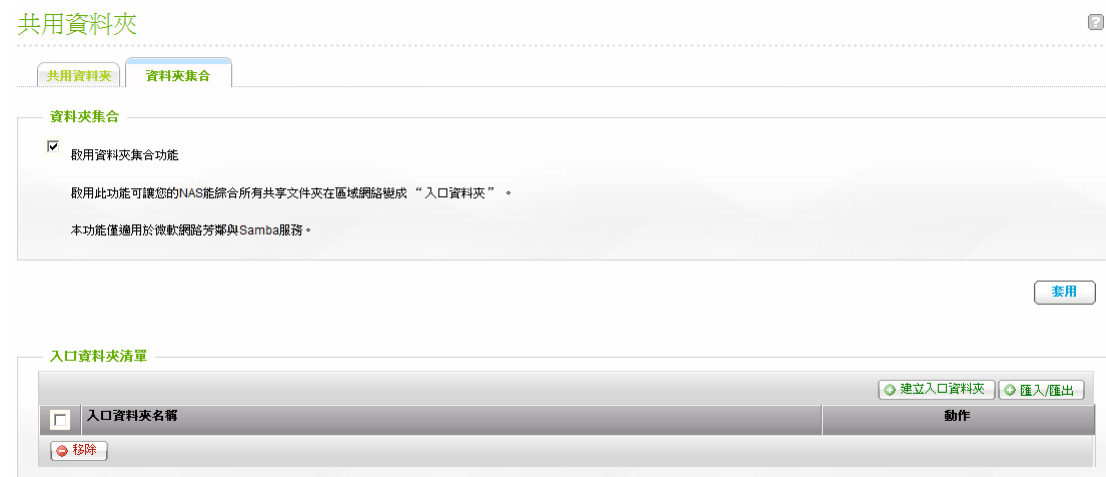 共用資料夾
?
共用資料夾 資料夾集合
資料夾集合
啟用資料夾集合功能
啟用此功能可讓您的NAS能綜合所有共享文件夾在區域網絡變成 “入口資料夾” 。
本功能僅適用於微軟網路芳鄰與Samba服務。
套用
入口資料夾清單
建立入口資料夾 匯入/匯出
入口資料夾名稱 動作
移除